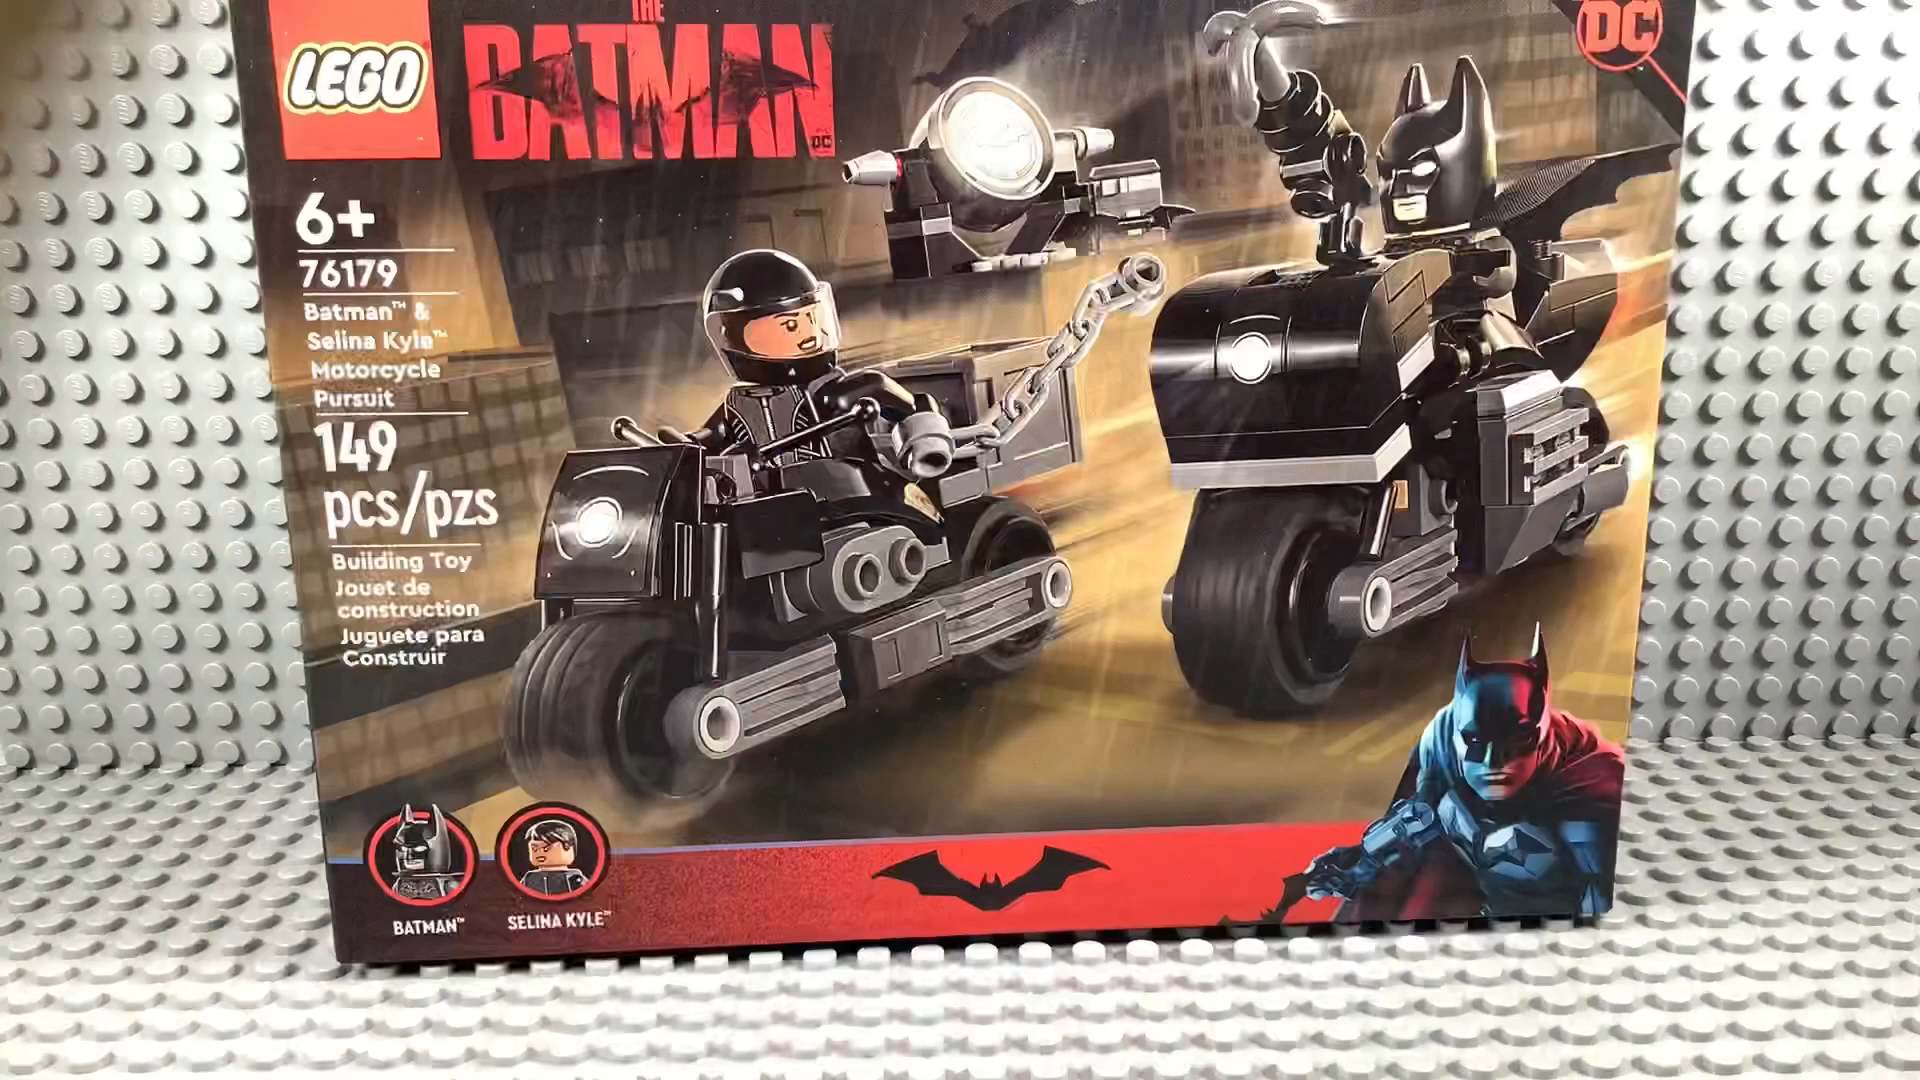 LEGO
THE
BATMAN
DC
DC
6+
76179
Batman™ &
Selina Kyle™
Motorcycle
Pursuit
149
pcs/pzs
Building Toy
Jouet de
construction
Juguete para
Construir
BATMAN™
SELINA KYLE™